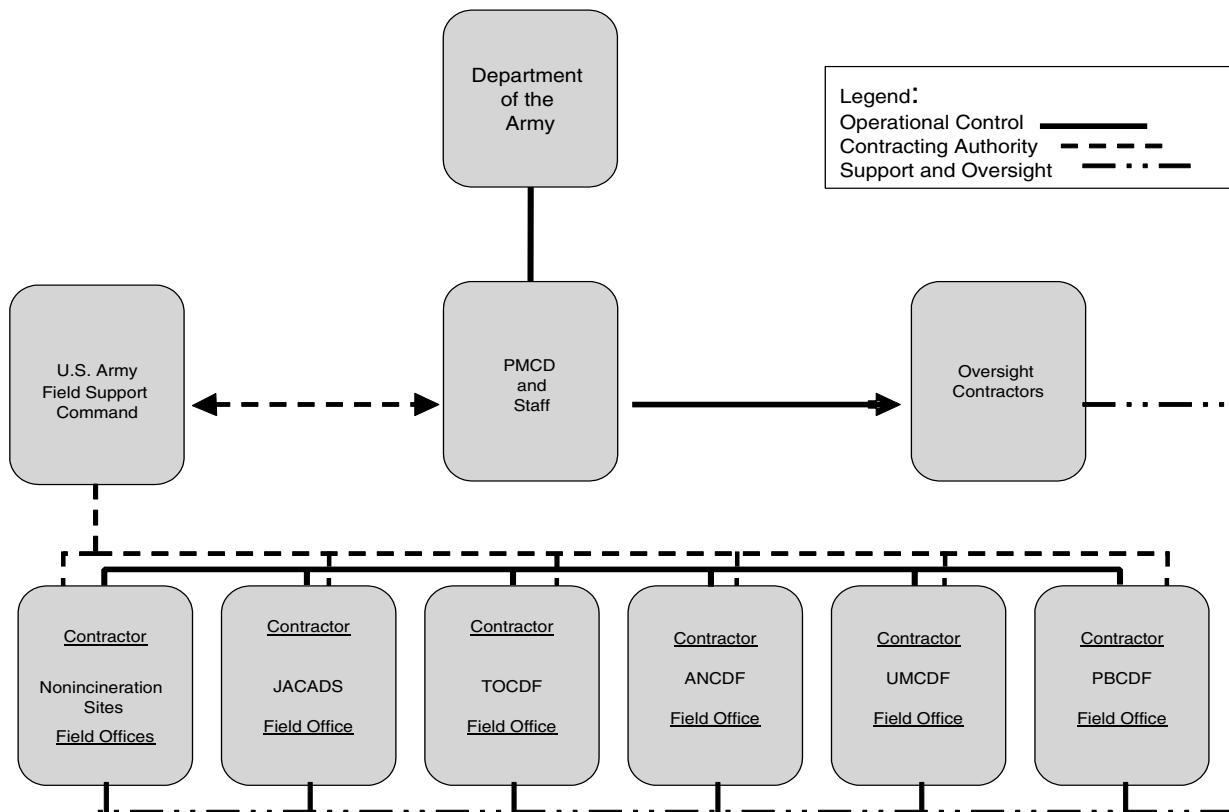 Department
of the
Army
Legend:
Operational Control
Contracting Authority
Support and Oversight
U.S. Army
Field Support
Command
PMCD
and
Staff
Oversight
Contractors
Contractor
Nonincineration
Sites
Field Offices
Contractor
JACADS
Field Office
Contractor
TOCDF
Field Office
Contractor
ANCDF
Field Office
Contractor
UMCDF
Field Office
Contractor
PBCDF
Field Office